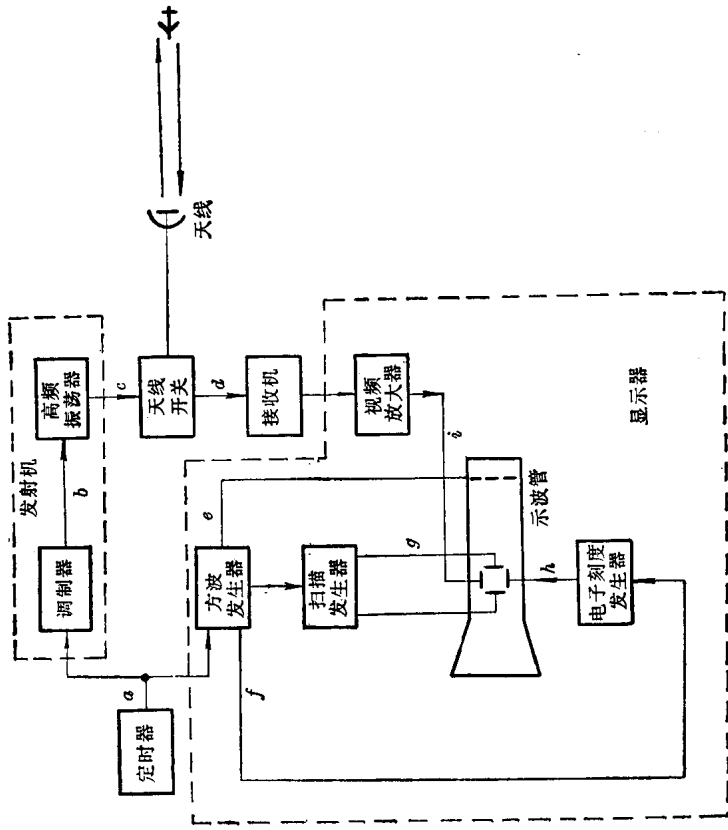 发射机
调制器
b
高频
振荡器
a
定时器
c
天线
开关
天线
d
接收机
视频
放大器
i
方波
发生器
e
f
扫描
发生器
g
示波管
h
电子刻度
发生器
显示器